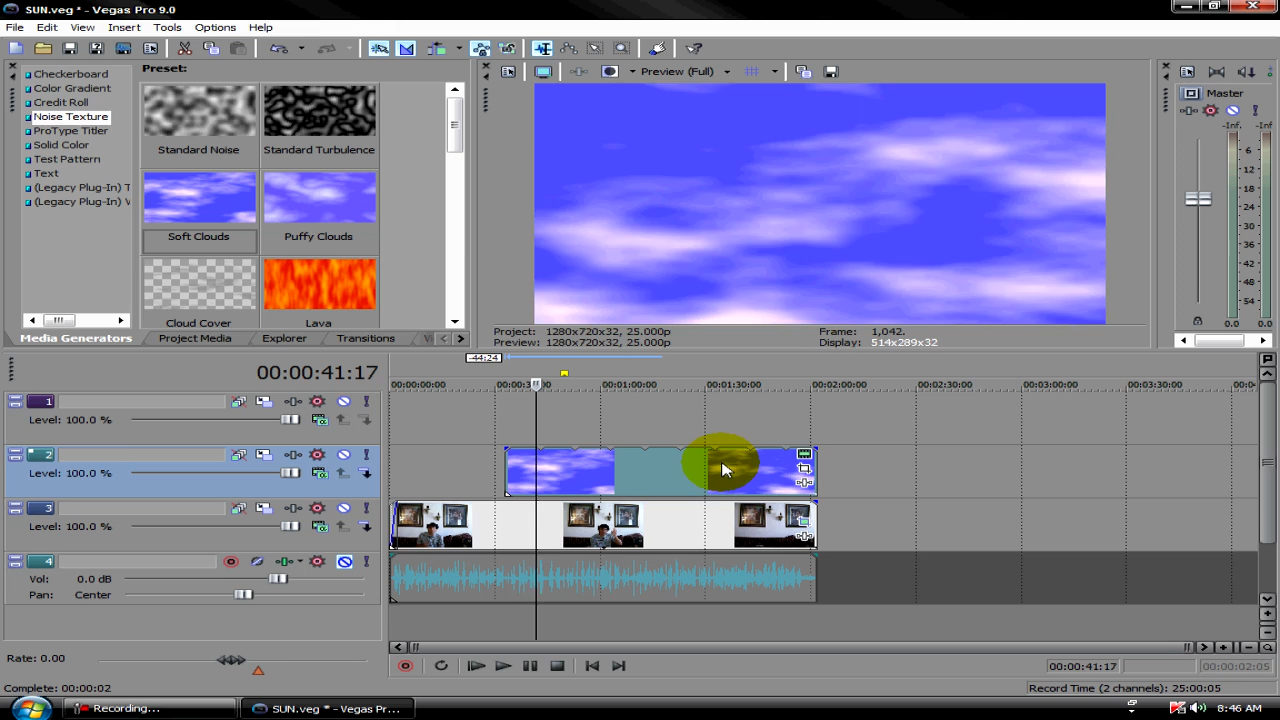 SUN.veg * - Vegas Pro 9.0
File Edit View Insert Tools Options Help
Checkerboard
Color Gradient
Credit Roll
Noise Texture
ProType Titler
Solid Color
Test Pattern
Text
(Legacy Plug-In) T
(Legacy Plug-In)
Preset:
Standard Noise Standard Turbulence
Soft Clouds Puffy Clouds
Cloud Cover Lava
Media Generators Project Media Explorer Transitions
Preview (Full)
Project: 1280x720x32, 25.000p Frame: 1,042.
Preview: 1280x720x32, 25.000p Display: 514x289x32
Master
-Inf. -Inf.
6
12
18
24
30
36
42
48
54
0.0 0.0
-44:24
00:00:41:17
00:00:00:00 00:01:00:00 00:01:30:00 00:02:00:00 00:02:30:00 00:03:00:00 00:03:30:00
1
Level: 100.0 %
2
Level: 100.0 %
3
Level: 100.0 %
4
Vol: 0.0 dB
Pan: Center
Rate: 0.00
00:00:41:17 00:00:02:05
Complete: 00:00:02
Record Time (2 channels): 25:00:05
Recording... SUN.veg * - Vegas Pr... 8:46 AM